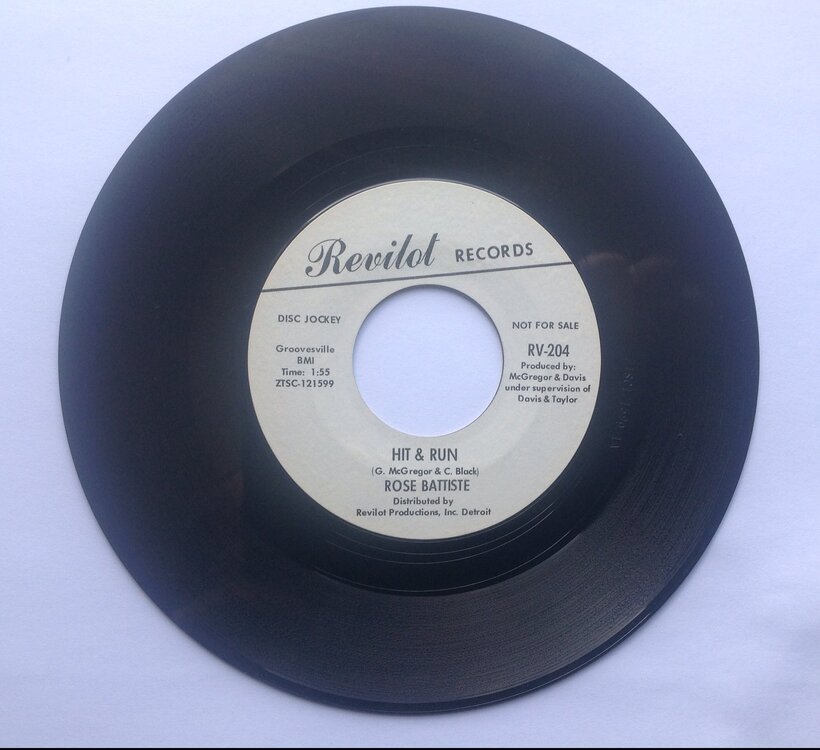 Revilot RECORDS
DISC JOCKEY
NOT FOR SALE
Groovesville
BMI
Time: 1:55
ZTSC-121599
RV-204
Produced by:
McGregor & Davis
under supervision of
Davis & Taylor
HIT & RUN
(G. McGregor & C. Black)
ROSE BATTISTE
Distributed by
Revilot Productions, Inc. Detroit